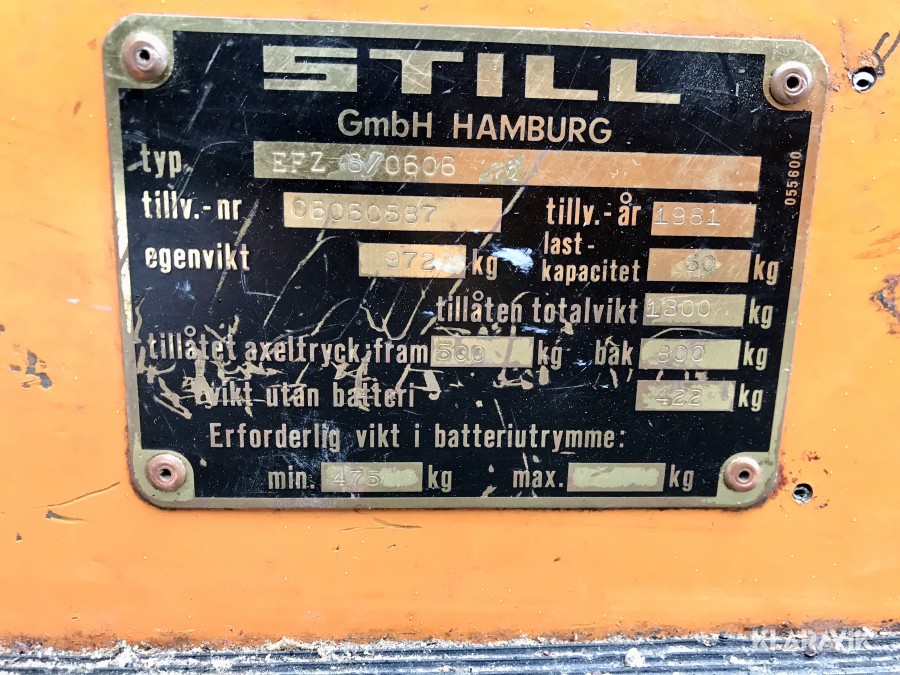 STILL
GmbH HAMBURG
typ. EFZ 6/0606
tillv.-nr 06060587 tillv.-år 1981
egenvikt 972 kg last-kapacitet 50 kg
tillåten totalvikt 1300 kg
tillåtet axeltryck: fram 500 kg bak 800 kg
vikt utan batteri 422 kg
Erforderlig vikt i batteriutrymme:
min. 475 kg max. kg
055600
KLARAVIK